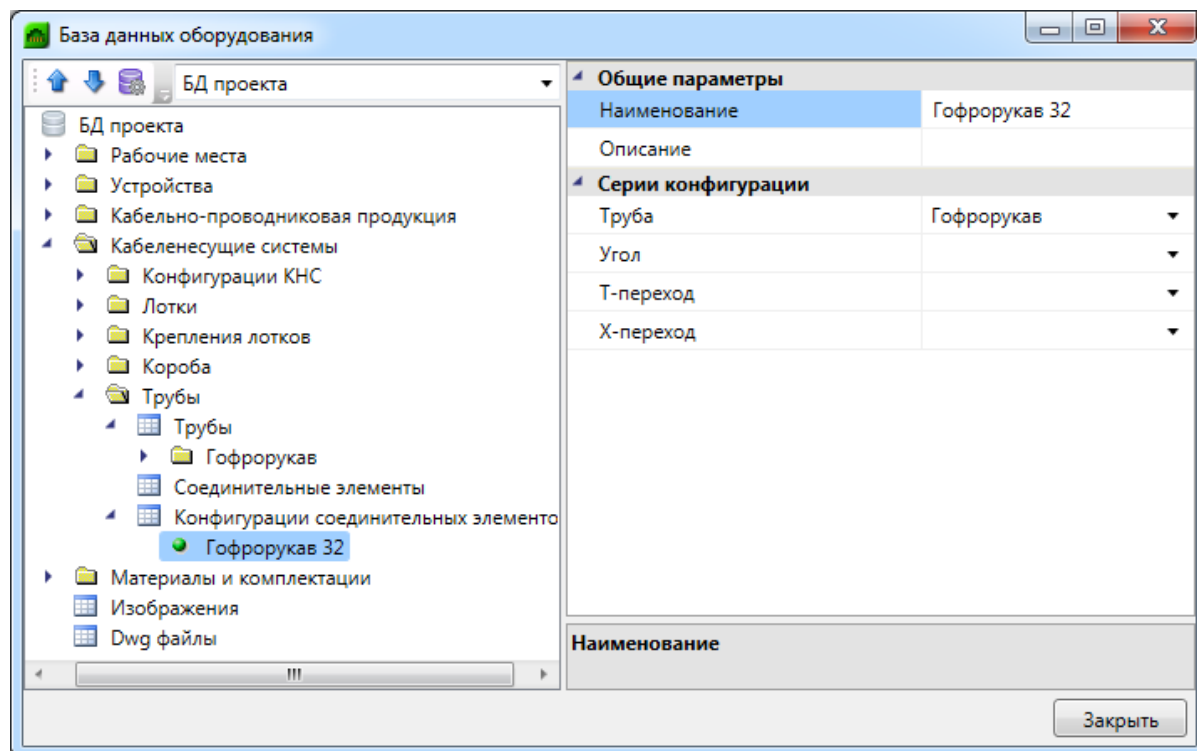 База данных оборудования
БД проекта
БД проекта
Рабочие места
Устройства
Кабельно-проводниковая продукция
Кабеленесущие системы
Конфигурации КНС
Лотки
Крепления лотков
Короба
Трубы
Трубы
Гофрорукав
Соединительные элементы
Конфигурации соединительных элементо
Гофрорукав 32
Материалы и комплектации
Изображения
Dwg файлы
Общие параметры
Наименование Гофрорукав 32
Описание
Серии конфигурации
Труба Гофрорукав
Угол
Т-переход
Х-переход
Наименование
Закрыть